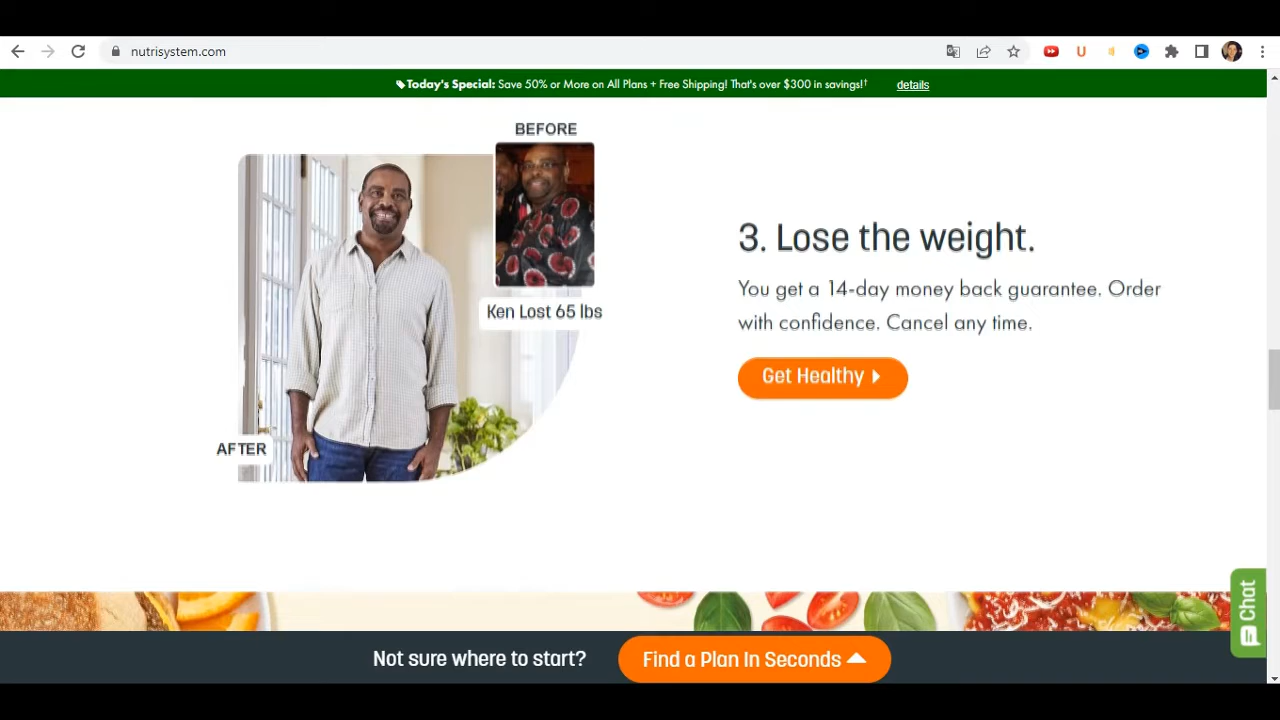 nutrisystem.com
Today's Special: Save 50% or More on All Plans + Free Shipping! That's over $300 in savings!† details
BEFORE
Ken Lost 65 lbs
AFTER
3. Lose the weight.
You get a 14-day money back guarantee. Order
with confidence. Cancel any time.
Get Healthy
Chat
Not sure where to start? Find a Plan In Seconds